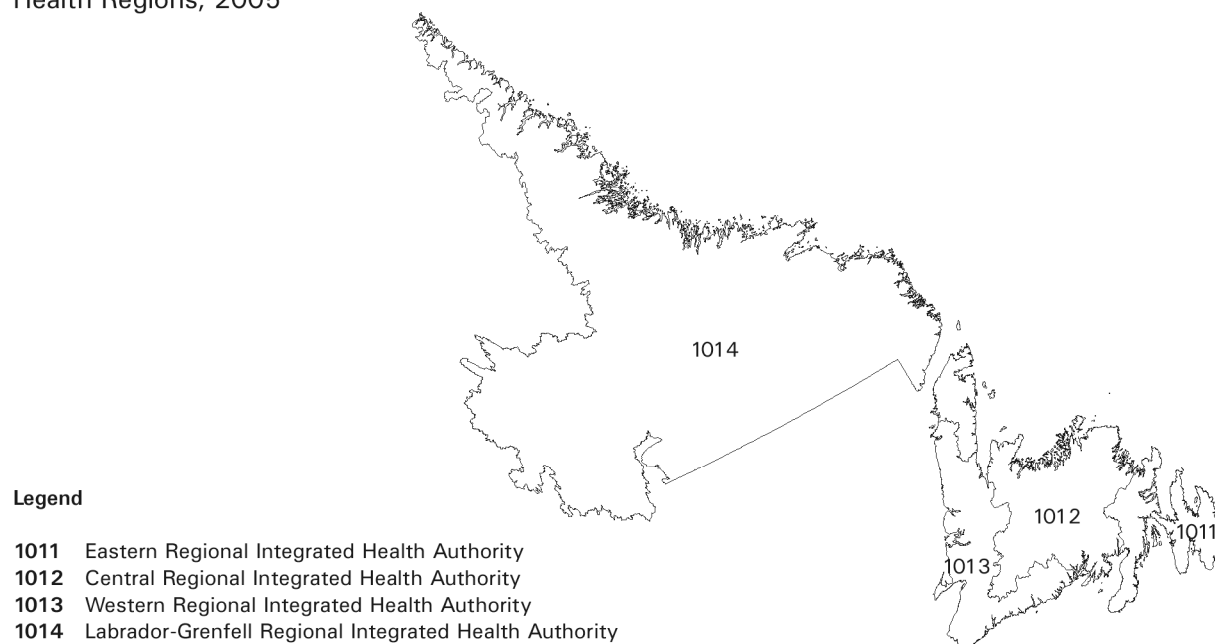 Health Regions, 2005
1014
1012
1011
1013
Legend
1011 Eastern Regional Integrated Health Authority
1012 Central Regional Integrated Health Authority
1013 Western Regional Integrated Health Authority
1014 Labrador-Grenfell Regional Integrated Health Authority